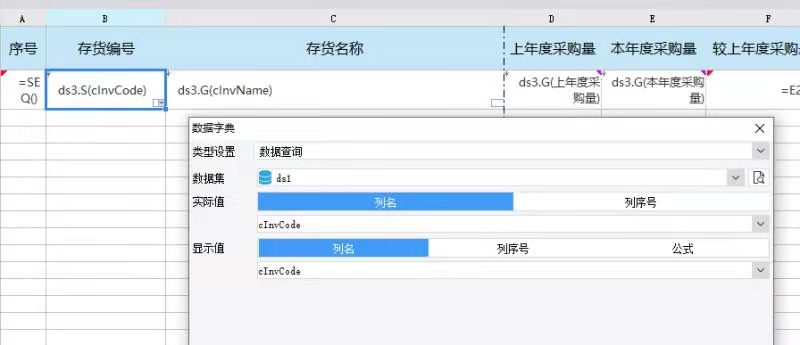 A B C D E F
序号 存货编号 存货名称 上年度采购量 本年度采购量 较上年度采购
=SE
Q() ds3.S(cInvCode) ds3.G(cInvName) ds3.G(上年度采
购量) ds3.G(本年度采购
量) =E2
数据字典
类型设置 数据查询
数据集 ds1
实际值 列名 列序号
cInvCode
显示值 列名 列序号 公式
cInvCode